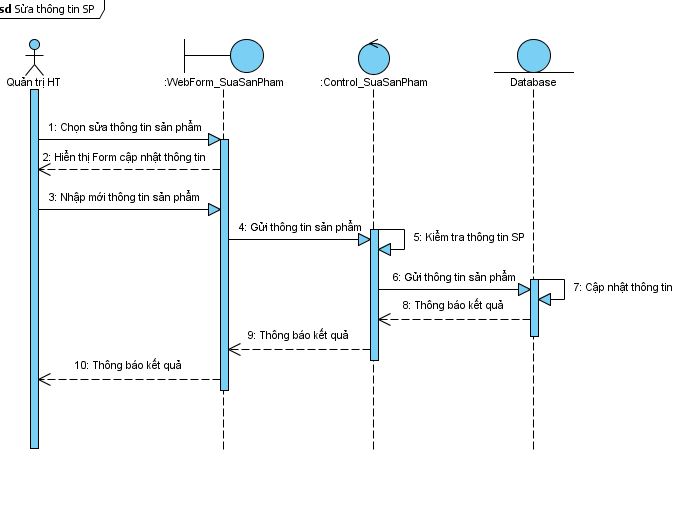 sd Sửa thông tin SP
Quản trị HT
:WebForm_SuaSanPham
:Control_SuaSanPham
Database
1: Chọn sửa thông tin sản phẩm
2: Hiển thị Form cập nhật thông tin
3: Nhập mới thông tin sản phẩm
4: Gửi thông tin sản phẩm
5: Kiểm tra thông tin SP
6: Gửi thông tin sản phẩm
7: Cập nhật thông tin
8: Thông báo kết quả
9: Thông báo kết quả
10: Thông báo kết quả